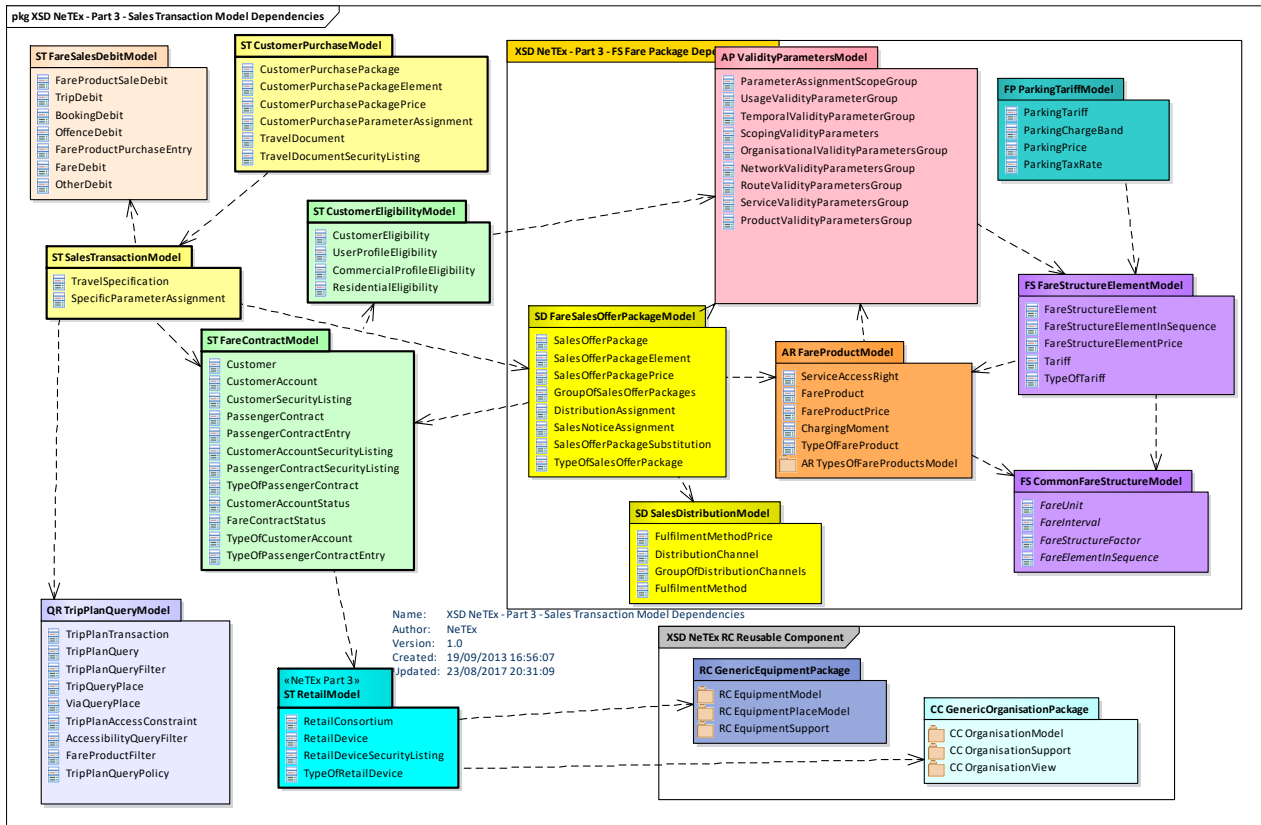 pkg XSD NeTEx - Part 3 - Sales Transaction Model Dependencies
ST FareSalesDebitModel
FareProductSaleDebit
TripDebit
BookingDebit
OffenceDebit
FareProductPurchaseEntry
FareDebit
OtherDebit
ST CustomerPurchaseModel
CustomerPurchasePackage
CustomerPurchasePackageElement
CustomerPurchasePackagePrice
CustomerPurchaseParameterAssignment
TravelDocument
TravelDocumentSecurityListing
XSD NeTEx - Part 3 - FS Fare Package
AP ValidityParametersModel
ParameterAssignmentScopeGroup
UsageValidityParameterGroup
TemporalValidityParameterGroup
ScopingValidityParameters
OrganisationalValidityParametersGroup
NetworkValidityParametersGroup
RouteValidityParametersGroup
ServiceValidityParametersGroup
ProductValidityParametersGroup
FP ParkingTariffModel
ParkingTariff
ParkingChargeBand
ParkingPrice
ParkingTaxRate
ST CustomerEligibilityModel
CustomerEligibility
UserProfileEligibility
CommercialProfileEligibility
ResidentialEligibility
ST SalesTransactionModel
TravelSpecification
SpecificParameterAssignment
FS FareStructureElementModel
FareStructureElement
FareStructureElementInSequence
FareStructureElementPrice
Tariff
TypeOfTariff
SD FareSalesOfferPackageModel
SalesOfferPackage
SalesOfferPackageElement
SalesOfferPackagePrice
GroupOfSalesOfferPackages
DistributionAssignment
SalesNoticeAssignment
SalesOfferPackageSubstitution
TypeOfSalesOfferPackage
ST FareContractModel
Customer
CustomerAccount
CustomerSecurityListing
PassengerContract
PassengerContractEntry
CustomerAccountSecurityListing
PassengerContractSecurityListing
TypeOfPassengerContract
CustomerAccountStatus
FareContractStatus
TypeOfCustomerAccount
TypeOfPassengerContractEntry
AR FareProductModel
ServiceAccessRight
FareProduct
FareProductPrice
ChargingMoment
TypeOfFareProduct
AR TypesOfFareProductsModel
FS CommonFareStructureModel
FareUnit
FareInterval
FareStructureFactor
FareElementInSequence
SD SalesDistributionModel
FulfilmentMethodPrice
DistributionChannel
GroupOfDistributionChannels
FulfilmentMethod
QR TripPlanQueryModel
TripPlanTransaction
TripPlanQuery
TripPlanQueryFilter
TripQueryPlace
ViaQueryPlace
TripPlanAccessConstraint
AccessibilityQueryFilter
FareProductFilter
TripPlanQueryPolicy
Name: XSD NeTEx - Part 3 - Sales Transaction Model Dependencies
Author: NeTEx
Version: 1.0
Created: 19/09/2013 16:56:07
Updated: 23/08/2017 20:31:09
«NeTEx Part 3»
ST RetailModel
RetailConsortium
RetailDevice
RetailDeviceSecurityListing
TypeOfRetailDevice
XSD NeTEx RC Reusable Component
RC GenericEquipmentPackage
RC EquipmentModel
RC EquipmentPlaceModel
RC EquipmentSupport
CC GenericOrganisationPackage
CC OrganisationModel
CC OrganisationSupport
CC OrganisationView